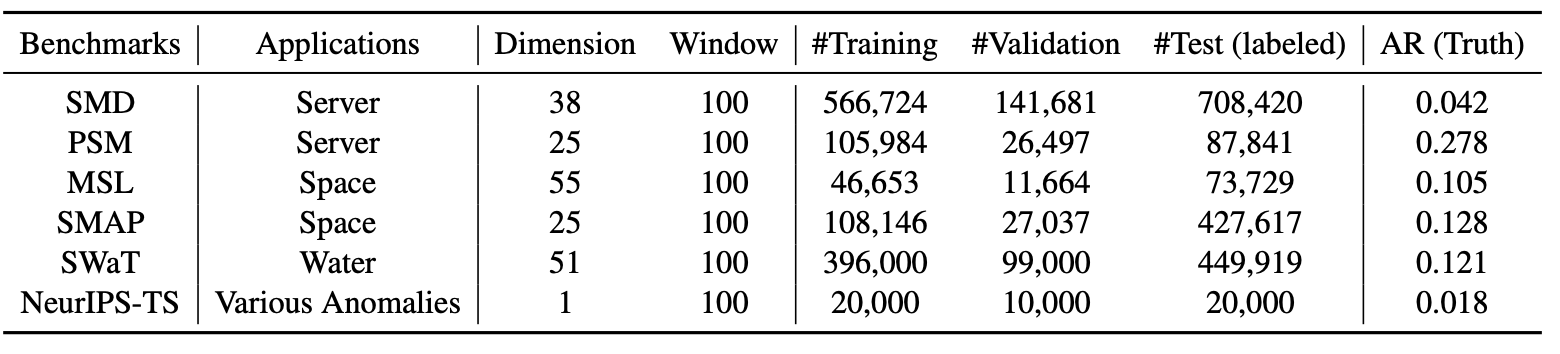 Benchmarks Applications Dimension Window #Training #Validation #Test (labeled) AR (Truth)
SMD Server 38 100 566,724 141,681 708,420 0.042
PSM Server 25 100 105,984 26,497 87,841 0.278
MSL Space 55 100 46,653 11,664 73,729 0.105
SMAP Space 25 100 108,146 27,037 427,617 0.128
SWaT Water 51 100 396,000 99,000 449,919 0.121
NeurIPS-TS Various Anomalies 1 100 20,000 10,000 20,000 0.018